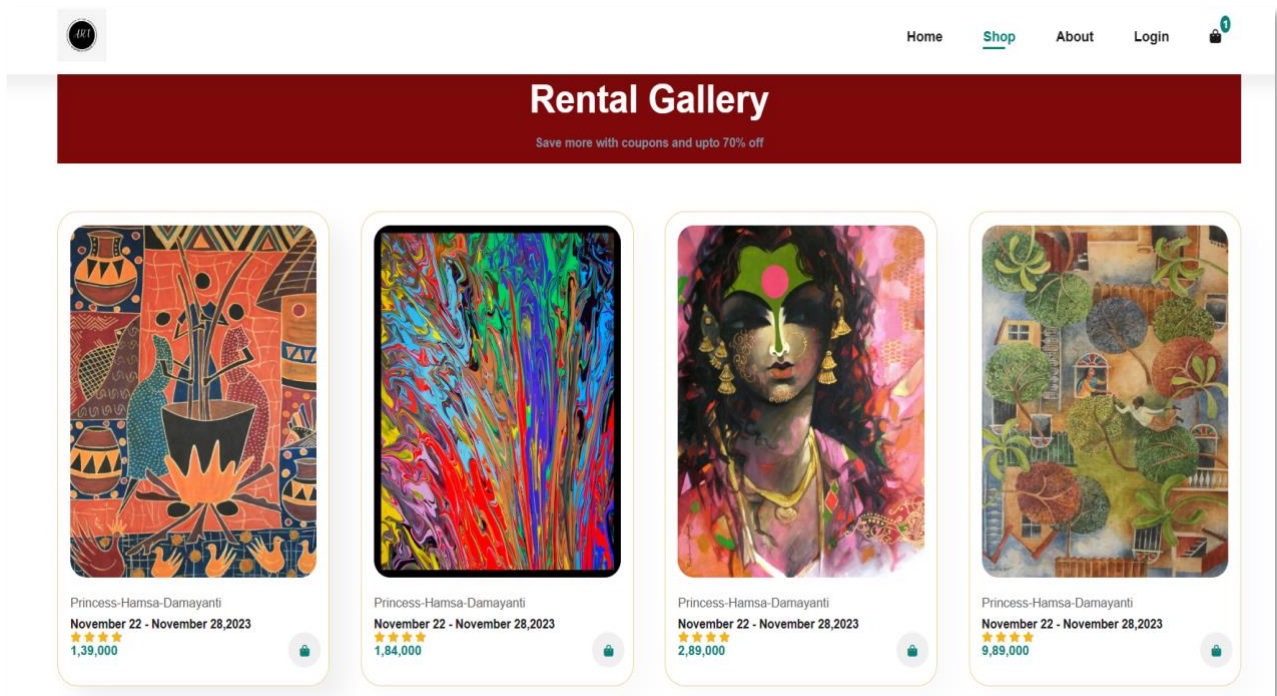 ART
Home Shop About Login 1
Rental Gallery
Save more with coupons and upto 70% off
Princess-Hamsa-Damayanti
November 22 - November 28,2023
1,39,000
Princess-Hamsa-Damayanti
November 22 - November 28,2023
1,84,000
Princess-Hamsa-Damayanti
November 22 - November 28,2023
2,89,000
Princess-Hamsa-Damayanti
November 22 - November 28,2023
9,89,000